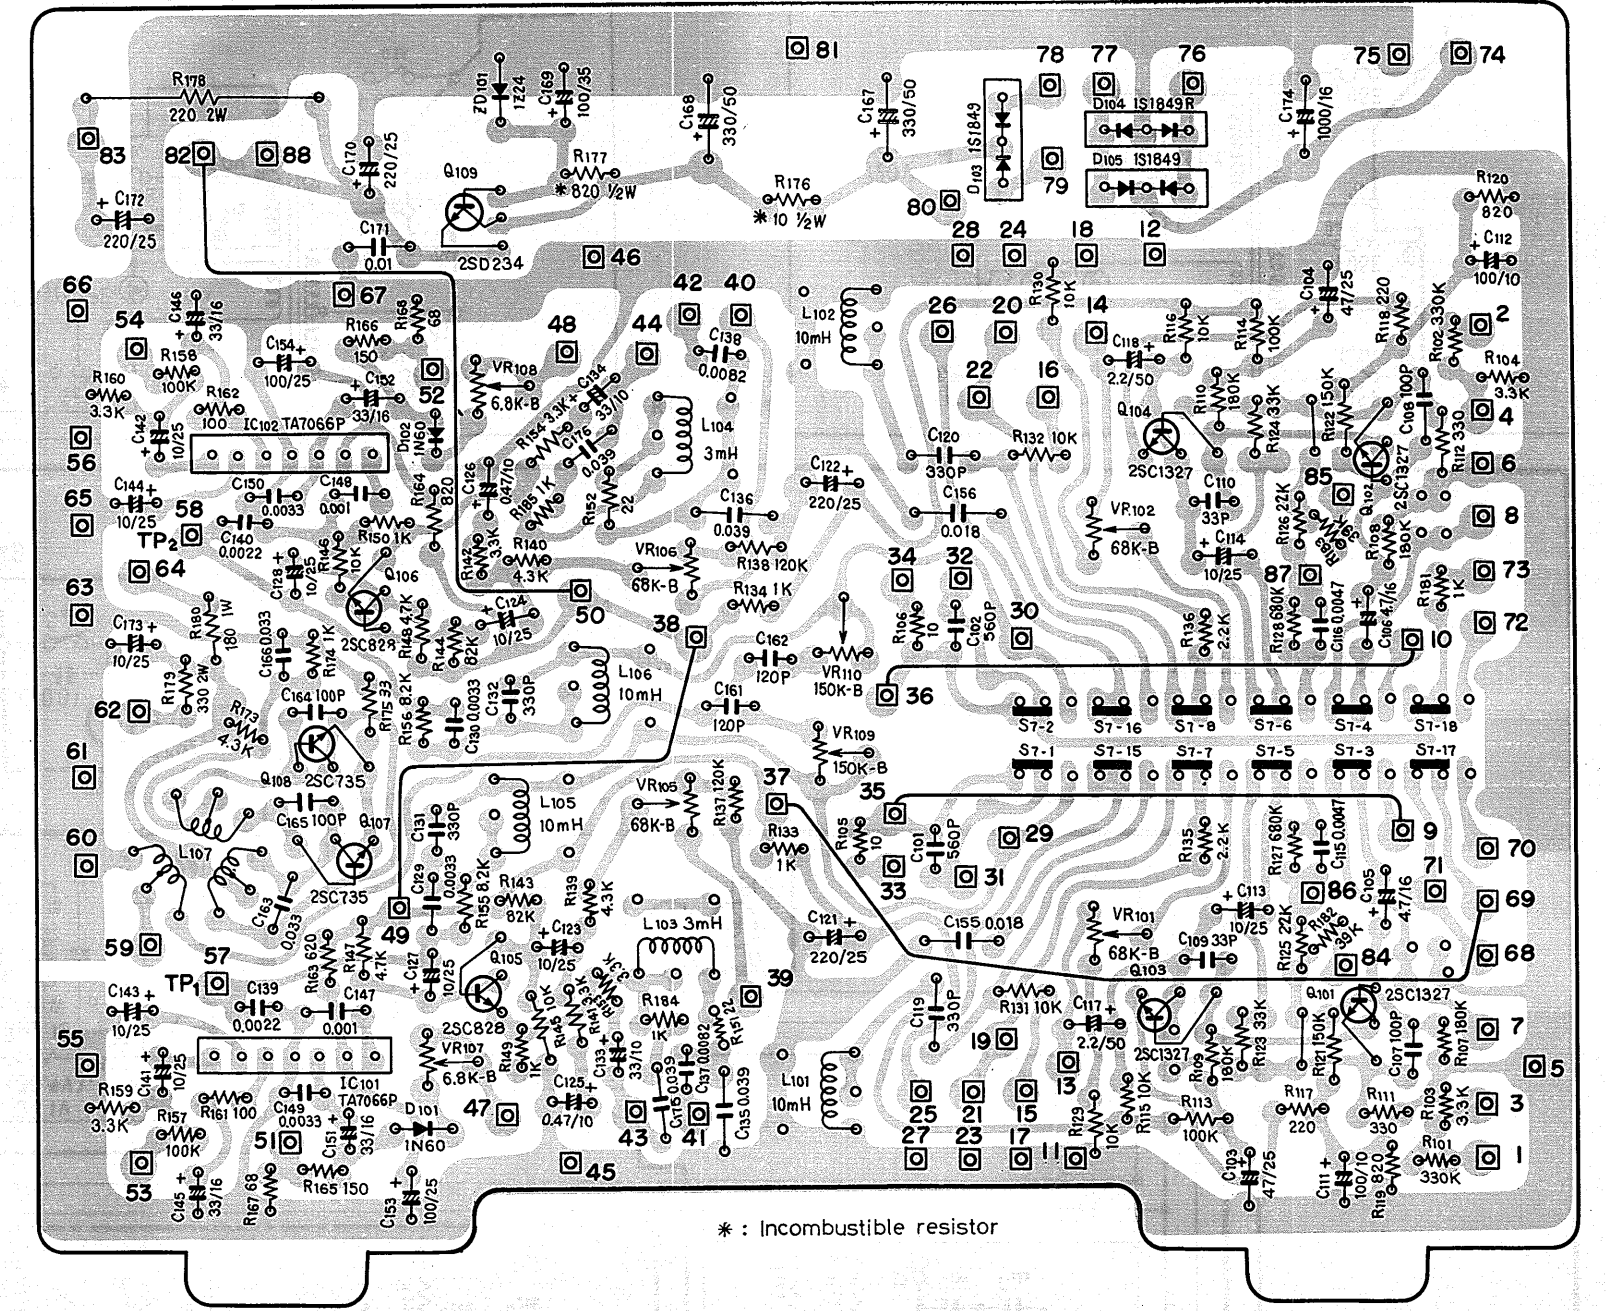 81
78
77
76
75
74
R178
220 2W
ZD101
1Z24
C169
100/35
C168
330/50
C167
330/50
D103 1S1849
D104 1S1849R
C174
1000/16
83
82
88
C170
220/25
Q109
R177
* 820 ½W
R176
* 10 ½W
D105 1S1849
79
80
R120
820
C172
220/25
C171
0.01
2SD234
46
28
24
18
12
C112
100/10
66
67
42
40
C146
33/16
R168
68
L102
10mH
26
20
R130
10K
14
R116
10K
R114
100K
C104
47/25
R118 220
R102 330K
2
54
R166
150
C154
100/25
48
44
C138
0.0082
C118
2.2/50
R104
3.3K
R158
100K
R160
3.3K
R162
100
C152
33/16
52
VR108
6.8K-B
C134
33/10
22
16
R110
180K
R124 33K
R122 150K
C108 100P
4
C142
10/25
IC102 TA7066P
D102
1N60
R154 3.3K
C176
0.039
L104
3mH
Q104
2SC1327
R112 330
56
C120
330P
R132 10K
85
Q102
2SC1327
6
65
C144
10/25
58
C150
0.0033
C148
0.001
R164
820
C126
0.47/10
R185 1K
R152
22
C136
0.039
C122
220/25
C156
0.018
VR102
68K-B
C110
33P
R126 22K
R183
39K
R108
180K
8
TP2
C140
0.0022
R150 1K
R142
3.3K
R140
4.3K
VR106
68K-B
R138 120K
C114
10/25
64
C128
10/25
R146
10K
Q106
2SC828
34
32
87
73
63
50
R134 1K
R181
1K
C173
10/25
R180
180 1W
C166 0.033
R174 1K
R148 4.7K
R144
82K
C124
10/25
38
C162
120P
VR110
150K-B
R106
10
C102
560P
30
R136
2.2K
R128 680K
C116 0.0047
C106 4.7/16
10
72
R179
330 2W
62
C164 100P
R173
4.3K
R175 33
R156 8.2K
C130 0.0033
C132
330P
L106
10mH
C161
120P
36
S7-2
S7-16
S7-8
S7-6
S7-4
S7-18
61
Q108
2SC735
VR109
150K-B
S7-1
S7-15
S7-7
S7-5
S7-3
S7-17
C165
100P
Q107
C131
330P
L105
10mH
VR105
68K-B
R137 120K
37
35
60
L107
2SC735
R133
1K
R105
10
C101
560P
29
R135
2.2K
R127 680K
C115 0.0047
9
70
33
31
71
C163
0.033
C129
0.0033
R155 8.2K
R143
82K
R139
4.3K
C113
10/25
86
C105
4.7/16
69
59
49
L103 3mH
C121
220/25
C155 0.018
VR101
68K-B
R125 22K
R182
39K
57
R163 620
R147
4.7K
C127
10/25
Q105
C123
10/25
C109 33P
84
68
TP1
39
Q103
Q101
2SC1327
C143
10/25
C139
0.0022
C147
0.001
2SC828
R145 10K
R141 3.3K
R153
3.3K
R184
1K
R151 22
C119
330P
R131 10K
C117
2.2/50
2SC1327
7
55
C141
10/25
VR107
6.8K-B
R149
1K
C133
33/10
C175 0.039
C137 0.0082
C135 0.039
19
13
R109
180K
R123 33K
R121 150K
C107 100P
R107 180K
5
IC101
TA7066P
R159
3.3K
R161 100
C149
0.0033
C151
33/16
D101
1N60
47
C125
0.47/10
43
41
L101
10mH
25
21
15
R129
10K
R115 10K
R113
100K
R117
220
R111
330
R103
3.3K
3
R157
100K
51
53
45
27
23
17
11
R101
330K
1
C145
33/16
R167 68
R165 150
C153
100/25
C103
47/25
C111
100/10
R119 820
* : Incombustible resistor